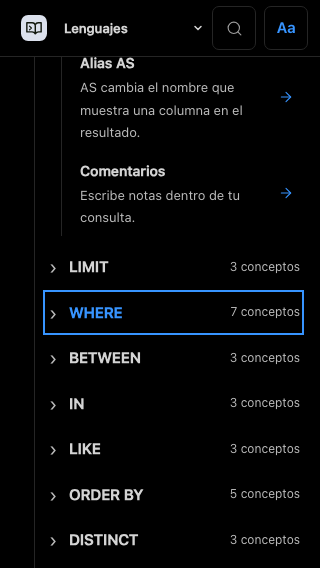 Lenguajes
Aa
Alias AS
AS cambia el nombre que
muestra una columna en el
resultado.
Comentarios
Escribe notas dentro de tu
consulta.
LIMIT 3 conceptos
WHERE 7 conceptos
BETWEEN 3 conceptos
IN 3 conceptos
LIKE 3 conceptos
ORDER BY 5 conceptos
DISTINCT 3 conceptos